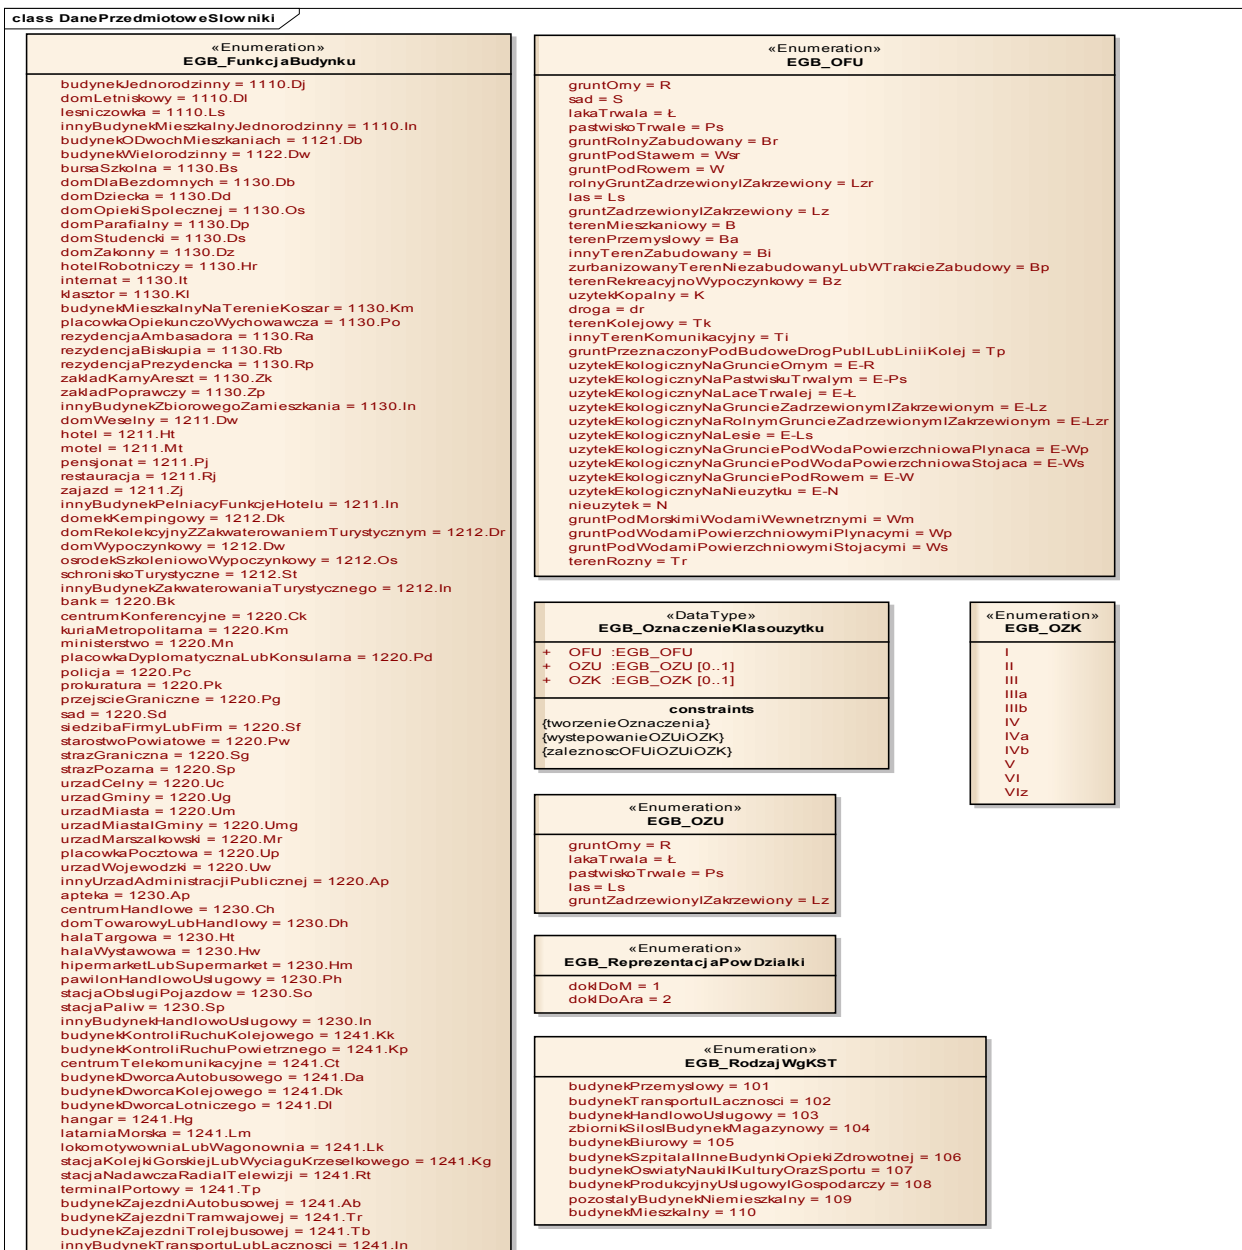 class DanePrzedmiotoweSlowniki
«Enumeration»
EGB_FunkcjaBudynku
budynekJednorodzinny = 1110.Dj
domLetniskowy = 1110.Dl
lesniczowka = 1110.Ls
innyBudynekMieszkalnyJednorodzinny = 1110.In
budynekODwochMieszkaniach = 1121.Db
budynekWielorodzinny = 1122.Dw
bursaSzkolna = 1130.Bs
domDlaBezdomnych = 1130.Db
domDziecka = 1130.Dd
domOpiekiSpolecznej = 1130.Os
domParafialny = 1130.Dp
domStudencki = 1130.Ds
domZakonny = 1130.Dz
hotelRobotniczy = 1130.Hr
internat = 1130.It
klasztor = 1130.Kl
budynekMieszkalnyNaTerenieKoszar = 1130.Km
placowkaOpiekunczoWychowawcza = 1130.Po
rezydencjaAmbasadora = 1130.Ra
rezydencjaBiskupia = 1130.Rb
rezydencjaPrezydencka = 1130.Rp
zakladKarnyAreszt = 1130.Zk
zakladPoprawczy = 1130.Zp
innyBudynekZbiorowegoZamieszkania = 1130.In
domWeselny = 1211.Dw
hotel = 1211.Ht
motel = 1211.Mt
pensjonat = 1211.Pj
restauracja = 1211.Rj
zajazd = 1211.Zj
innyBudynekPelniacyFunkcjeHotelu = 1211.In
domekKempingowy = 1212.Dk
domRekolekcyjnyZZakwaterowaniemTurystycznym = 1212.Dr
domWypoczynkowy = 1212.Dw
osrodekSzkoleniowoWypoczynkowy = 1212.Os
schroniskoTurystyczne = 1212.St
innyBudynekZakwaterowaniaTurystycznego = 1212.In
bank = 1220.Bk
centrumKonferencyjne = 1220.Ck
kuriaMetropolitarna = 1220.Km
ministerstwo = 1220.Mn
placowkaDyplomatycznaLubKonsularna = 1220.Pd
policja = 1220.Pc
prokuratura = 1220.Pk
przejscieGraniczne = 1220.Pg
sad = 1220.Sd
siedzibaFirmyLubFirm = 1220.Sf
starostwoPowiatowe = 1220.Pw
strazGraniczna = 1220.Sg
strazPozarna = 1220.Sp
urzadCelny = 1220.Uc
urzadGminy = 1220.Ug
urzadMiasta = 1220.Um
urzadMiastaIGminy = 1220.Umg
urzadMarszalkowski = 1220.Mr
placowkaPocztowa = 1220.Up
urzadWojewodzki = 1220.Uw
innyUrzadAdministracjiPublicznej = 1220.Ap
apteka = 1230.Ap
centrumHandlowe = 1230.Ch
domTowarowyLubHandlowy = 1230.Dh
halaTargowa = 1230.Ht
halaWystawowa = 1230.Hw
hipermarketLubSupermarket = 1230.Hm
pawilonHandlowoUslugowy = 1230.Ph
stacjaObslugiPojazdow = 1230.So
stacjaPaliw = 1230.Sp
innyBudynekHandlowoUslugowy = 1230.In
budynekKontroliRuchuKolejowego = 1241.Kk
budynekKontroliRuchuPowietrznego = 1241.Kp
centrumTelekomunikacyjne = 1241.Ct
budynekDworcaAutobusowego = 1241.Da
budynekDworcaKolejowego = 1241.Dk
budynekDworcaLotniczego = 1241.Dl
hangar = 1241.Hg
latarniaMorska = 1241.Lm
lokomotywowniaLubWagonownia = 1241.Lk
stacjaKolejkiGorskiejLubWyciaguKrzeselkowego = 1241.Kg
stacjaNadawczaRadiaITelewizji = 1241.Rt
terminalPortowy = 1241.Tp
budynekZajezdniAutobusowej = 1241.Ab
budynekZajezdniTramwajowej = 1241.Tr
budynekZajezdniTrolejbusowej = 1241.Tb
innyBudynekTransportuLubLacznosci = 1241.In
«Enumeration»
EGB_OFU
gruntOrny = R
sad = S
lakaTrwala = Ł
pastwiskoTrwale = Ps
gruntRolnyZabudowany = Br
gruntPodStawem = Wsr
gruntPodRowem = W
rolnyGruntZadrzewionyIZakrzewiony = Lzr
las = Ls
gruntZadrzewionyIZakrzewiony = Lz
terenMieszkaniowy = B
terenPrzemyslowy = Ba
innyTerenZabudowany = Bi
zurbanizowanyTerenNiezabudowanyLubWTrakcieZabudowy = Bp
terenRekreacyjnoWypoczynkowy = Bz
uzytekKopalny = K
droga = dr
terenKolejowy = Tk
innyTerenKomunikacyjny = Ti
gruntPrzeznaczonyPodBudoweDrogPublLubLiniiKolej = Tp
uzytekEkologicznyNaGruncieOrnym = E-R
uzytekEkologicznyNaPastwiskuTrwalym = E-Ps
uzytekEkologicznyNaLaceTrwalej = E-Ł
uzytekEkologicznyNaGruncieZadrzewionymIZakrzewionym = E-Lz
uzytekEkologicznyNaRolnymGruncieZadrzewionymIZakrzewionym = E-Lzr
uzytekEkologicznyNaLesie = E-Ls
uzytekEkologicznyNaGrunciePodWodaPowierzchniowaPlynaca = E-Wp
uzytekEkologicznyNaGrunciePodWodaPowierzchniowaStojaca = E-Ws
uzytekEkologicznyNaGrunciePodRowem = E-W
uzytekEkologicznyNaNieuzytku = E-N
nieuzytek = N
gruntPodMorskimiWodamiWewnetrznymi = Wm
gruntPodWodamiPowierzchniowymiPlynacymi = Wp
gruntPodWodamiPowierzchniowymiStojacymi = Ws
terenRozny = Tr
«DataType»
EGB_OznaczenieKlasouzytku
+ OFU :EGB_OFU
+ OZU :EGB_OZU [0..1]
+ OZK :EGB_OZK [0..1]
constraints
{tworzenieOznaczenia}
{wystepowanieOZUiOZK}
{zaleznoscOFUiOZUiOZK}
«Enumeration»
EGB_OZK
I
II
III
IIIa
IIIb
IV
IVa
IVb
V
VI
VIz
«Enumeration»
EGB_OZU
gruntOrny = R
lakaTrwala = Ł
pastwiskoTrwale = Ps
las = Ls
gruntZadrzewionyIZakrzewiony = Lz
«Enumeration»
EGB_ReprezentacjaPowDzialki
doklDoM = 1
doklDoAra = 2
«Enumeration»
EGB_RodzajWgKST
budynekPrzemyslowy = 101
budynekTransportuILacznosci = 102
budynekHandlowoUslugowy = 103
zbiornikSilosIBudynekMagazynowy = 104
budynekBiurowy = 105
budynekSzpitalaIInneBudynkiOpiekiZdrowotnej = 106
budynekOswiatyNaukiIKulturyOrazSportu = 107
budynekProdukcyjnyUslugowyIGospodarczy = 108
pozostalyBudynekNiemieszkalny = 109
budynekMieszkalny = 110